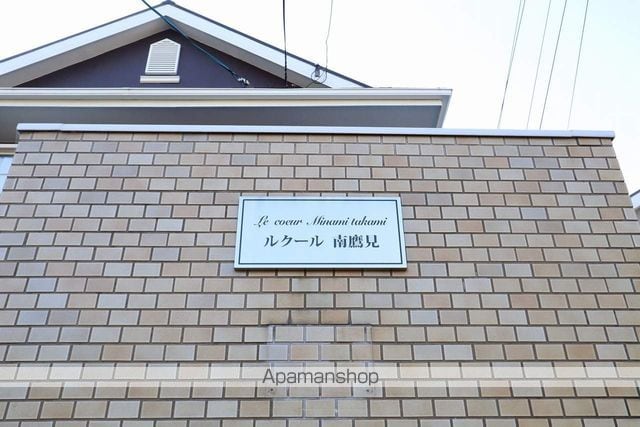 Le coeur Minami takami
ルクール 南鷹見
Apamanshop